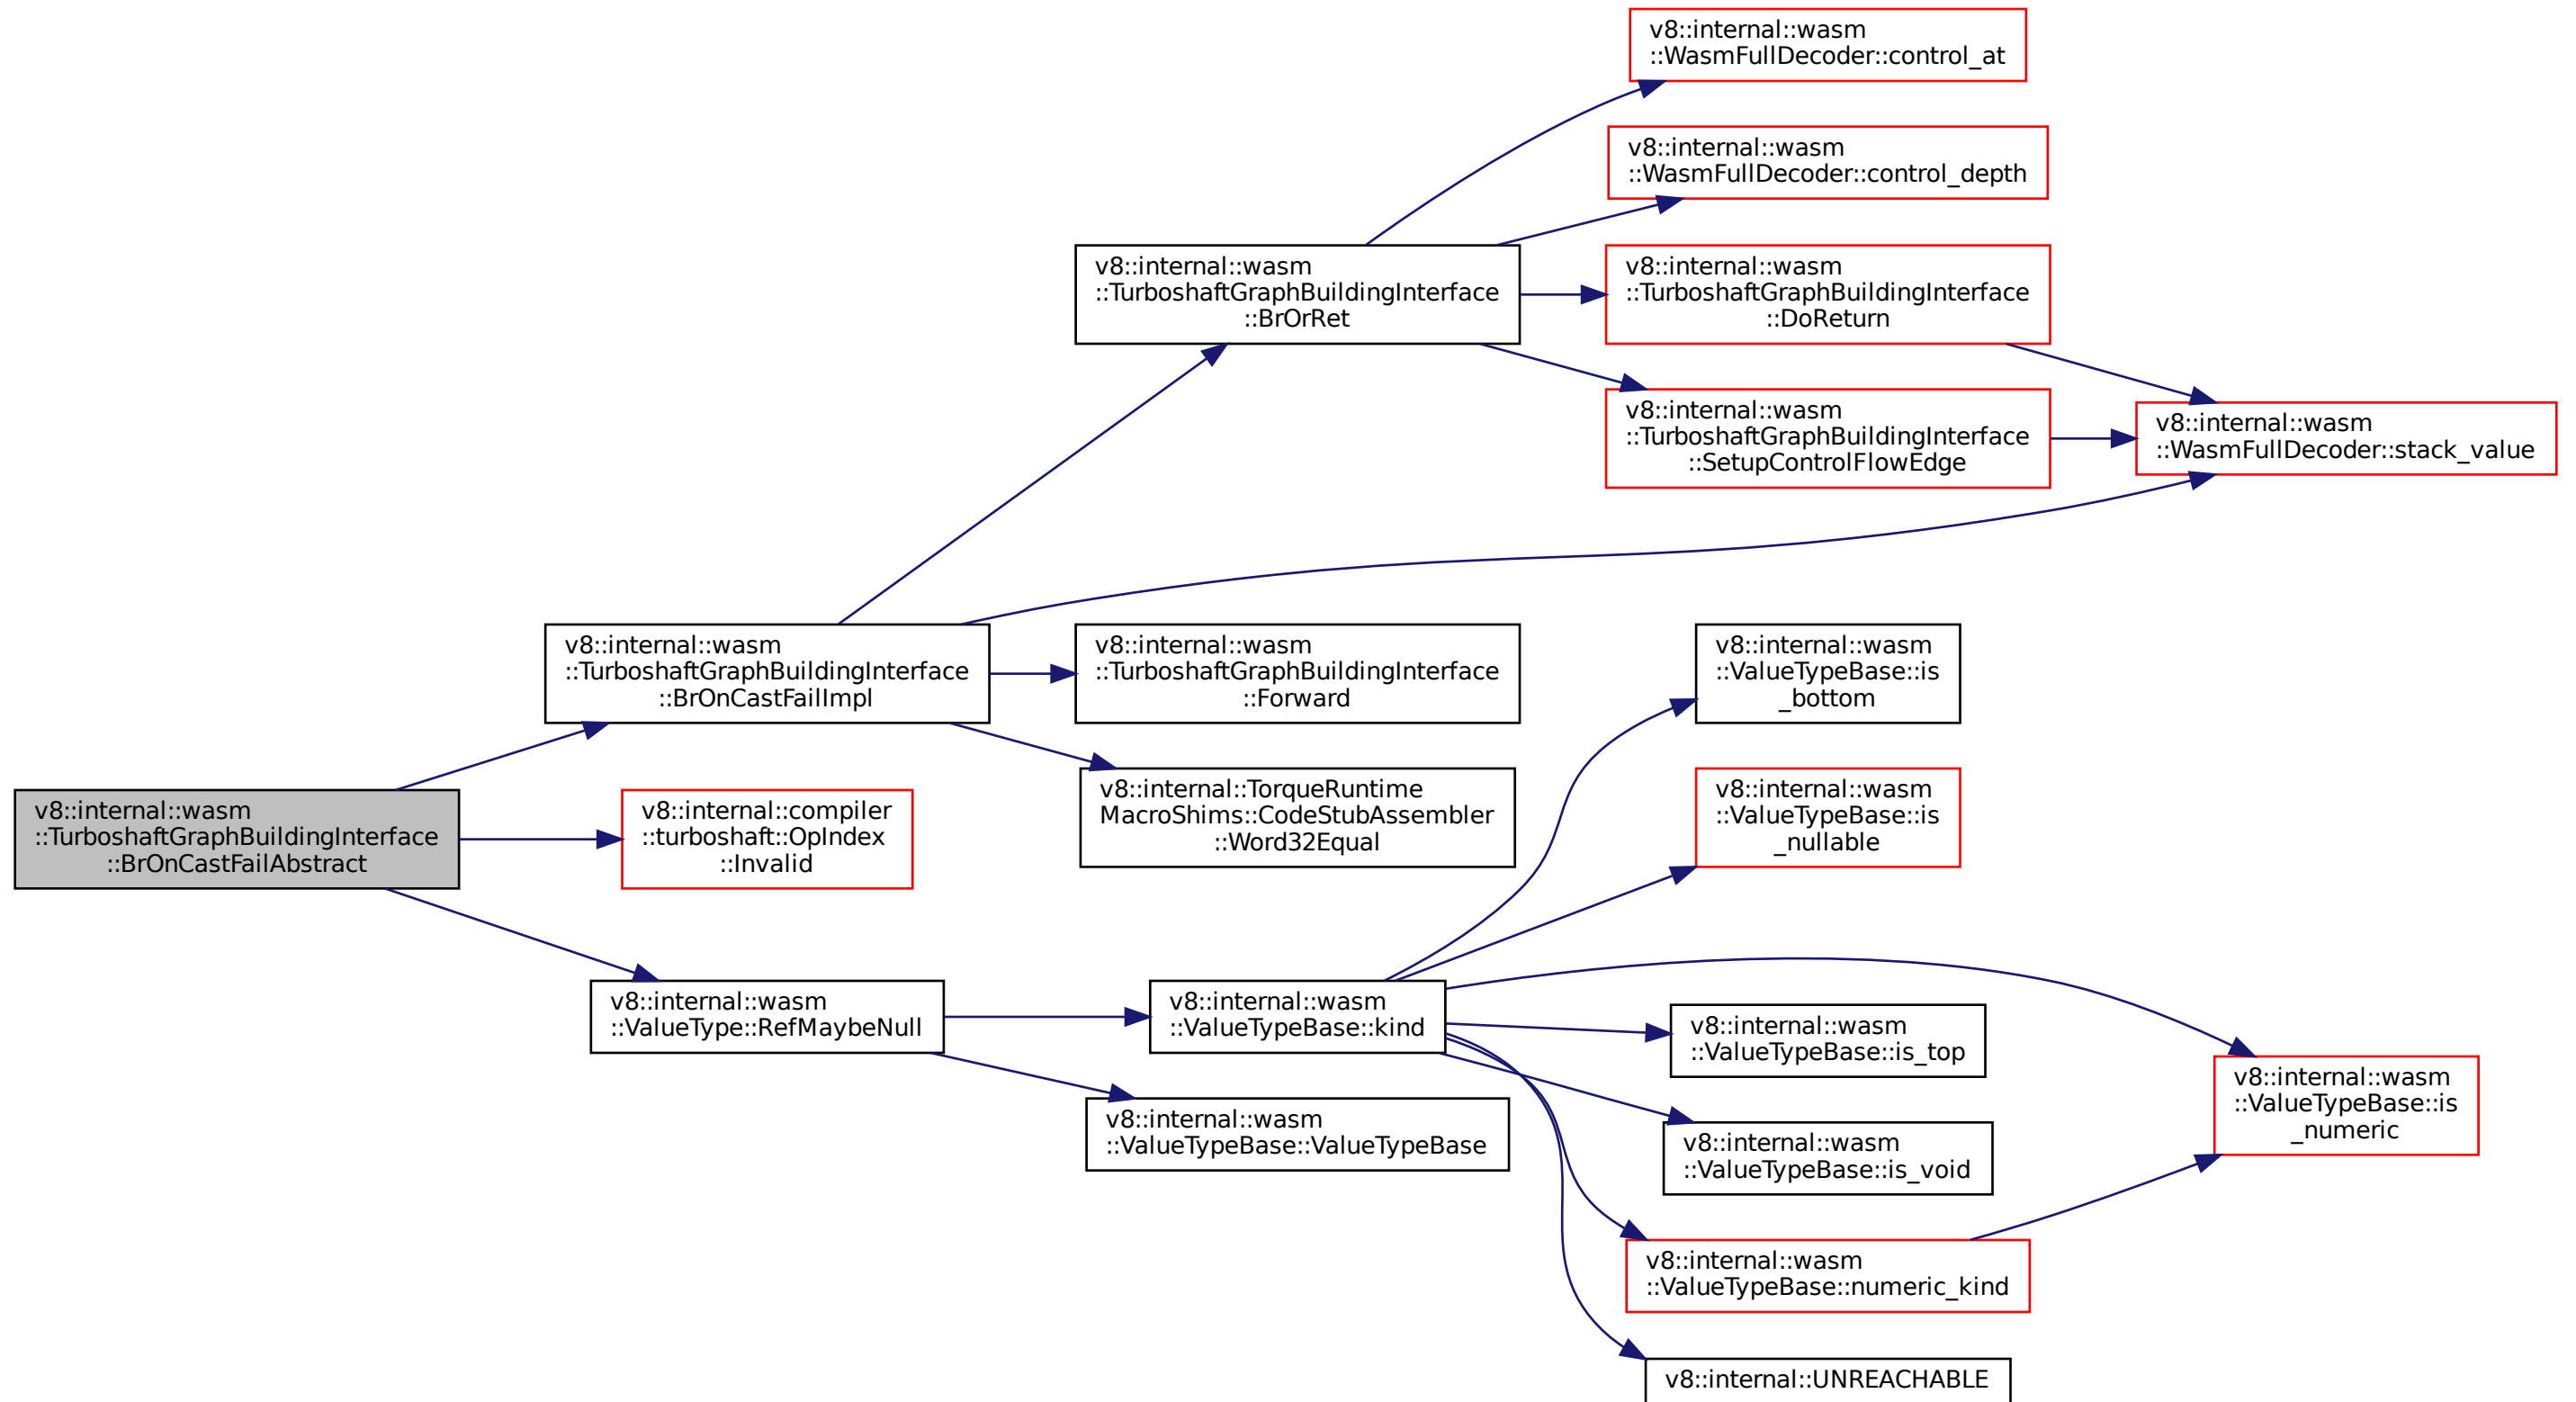 v8::internal::wasm
::WasmFullDecoder::control_at
v8::internal::wasm
::WasmFullDecoder::control_depth
v8::internal::wasm
::TurboshaftGraphBuildingInterface
::BrOrRet
v8::internal::wasm
::TurboshaftGraphBuildingInterface
::DoReturn
v8::internal::wasm
::TurboshaftGraphBuildingInterface
::SetupControlFlowEdge
v8::internal::wasm
::WasmFullDecoder::stack_value
v8::internal::wasm
::TurboshaftGraphBuildingInterface
::BrOnCastFailImpl
v8::internal::wasm
::TurboshaftGraphBuildingInterface
::Forward
v8::internal::wasm
::ValueTypeBase::is
_bottom
v8::internal::TorqueRuntime
MacroShims::CodeStubAssembler
::Word32Equal
v8::internal::wasm
::ValueTypeBase::is
_nullable
v8::internal::wasm
::TurboshaftGraphBuildingInterface
::BrOnCastFailAbstract
v8::internal::compiler
::turboshaft::OpIndex
::Invalid
v8::internal::wasm
::ValueType::RefMaybeNull
v8::internal::wasm
::ValueTypeBase::kind
v8::internal::wasm
::ValueTypeBase::is_top
v8::internal::wasm
::ValueTypeBase::is
_numeric
v8::internal::wasm
::ValueTypeBase::ValueTypeBase
v8::internal::wasm
::ValueTypeBase::is_void
v8::internal::wasm
::ValueTypeBase::numeric_kind
v8::internal::UNREACHABLE